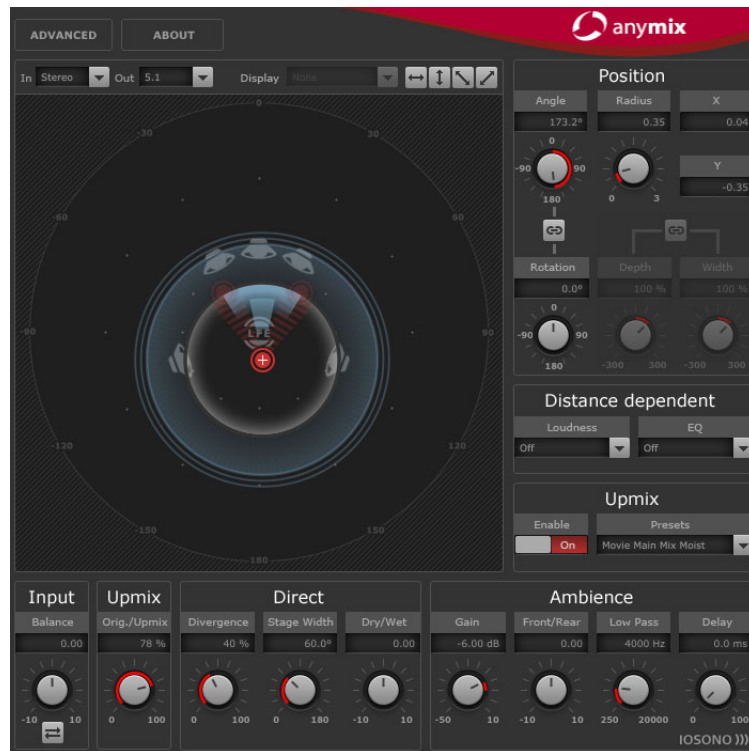 ADVANCED ABOUT anymix
In Stereo Out 5.1 Display None
Position
Angle Radius X
173.2° 0.35 0.04
0
-90 90
180 0 3
Y
-0.35
Rotation Depth Width
0.0° 100 % 100 %
0
-90 90
180 -300 300 -300 300
0
-30 30
-60 60
-90 90
-120 120
-150 150
-180
LFE
Distance dependent
Loudness EQ
Off Off
Upmix
Enable Presets
On Movie Main Mix Moist
Input Upmix Direct Ambience
Balance Orig./Upmix Divergence Stage Width Dry/Wet Gain Front/Rear Low Pass Delay
0.00 78 % 40 % 60.0° 0.00 -6.00 dB 0.00 4000 Hz 0.0 ms
-10 10 0 100 0 100 0 180 -10 10 -50 10 -10 10 250 20000 0 100
IOSONO )))